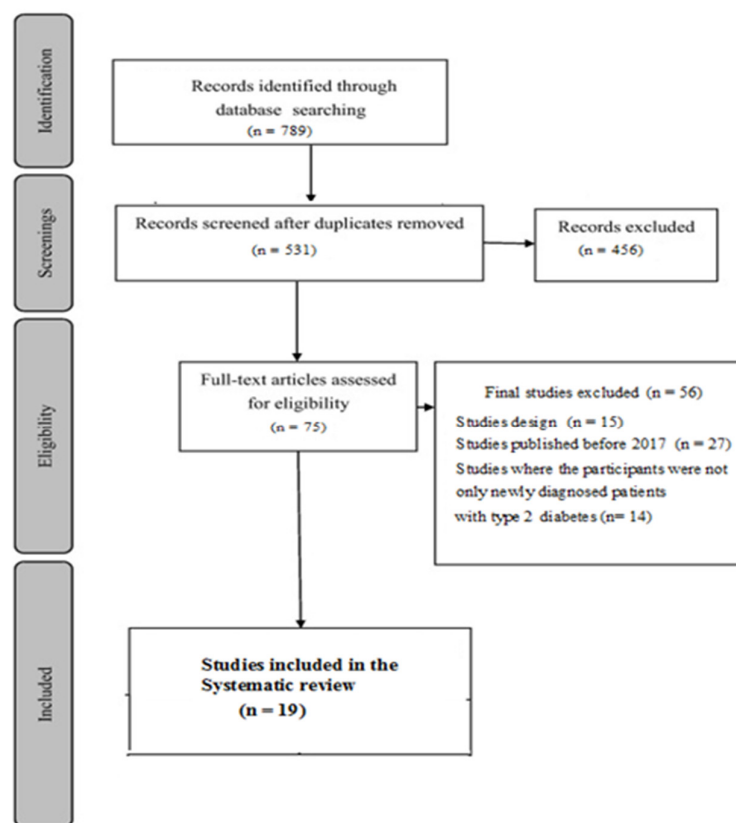 Identification
Records identified through
database searching
(n = 789)
Screenings
Records screened after duplicates removed
(n = 531)
Records excluded
(n = 456)
Eligibility
Full-text articles assessed
for eligibility
(n = 75)
Final studies excluded (n = 56)
Studies design (n = 15)
Studies published before 2017 (n = 27)
Studies where the participants were not
only newly diagnosed patients
with type 2 diabetes (n= 14)
Included
Studies included in the
Systematic review
(n = 19)